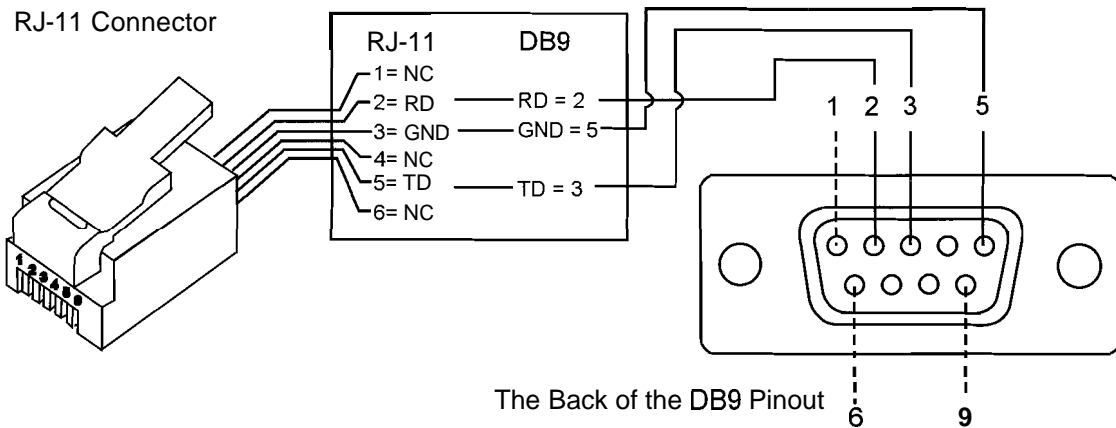 RJ-11 Connector
RJ-11 DB9
1= NC
2= RD RD = 2
3= GND GND = 5
4= NC
5= TD TD = 3
6= NC
1 2 3 5
1 2 3 4 5 6
The Back of the DB9 Pinout
6 9